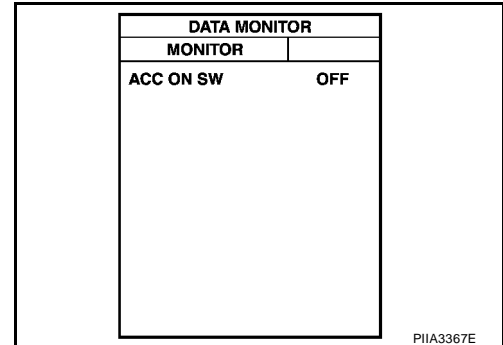 DATA MONITOR
MONITOR
ACC ON SW OFF
PIIA3367E